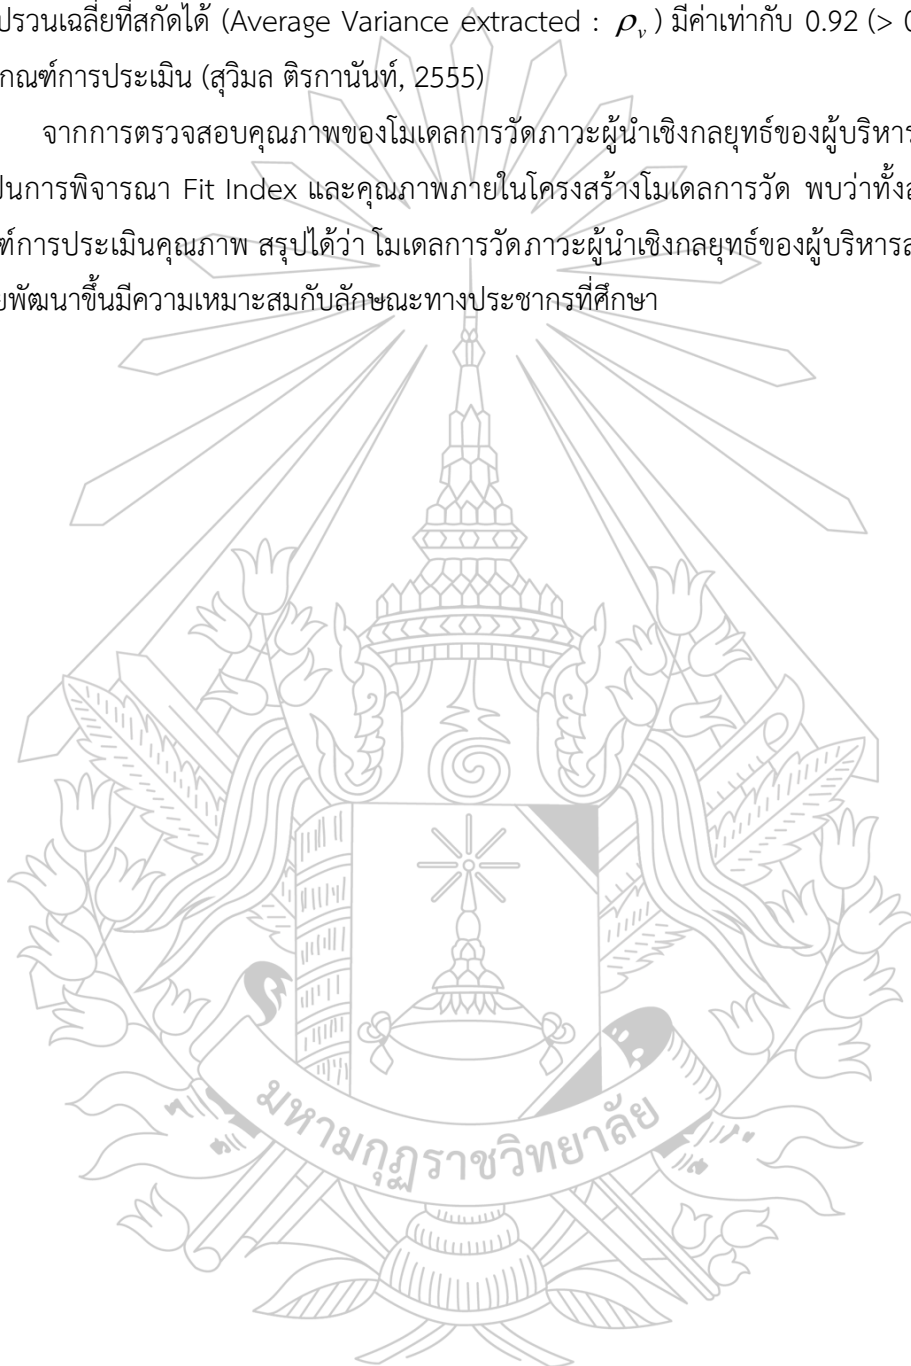 ปรวนเฉลี่ยที่สกัดได้ (Average Variance extracted : ρv ) มีค่าเท่ากับ 0.92 (>
กณฑ์การประเมิน (สุวิมล ติรกานันท์, 2555)
จากการตรวจสอบคุณภาพของโมเดลการวัดภาวะผู้นำเชิงกลยุทธ์ของผู้บริหาร
ป็นการพิจารณา Fit Index และคุณภาพภายในโครงสร้างโมเดลการวัด พบว่าทั้ง
ฑ์การประเมินคุณภาพ สรุปได้ว่า โมเดลการวัดภาวะผู้นำเชิงกลยุทธ์ของผู้บริหาร
ยพัฒนาขึ้นมีความเหมาะสมกับลักษณะทางประชากรที่ศึกษา
มหามกุฏราชวิทยาลัย